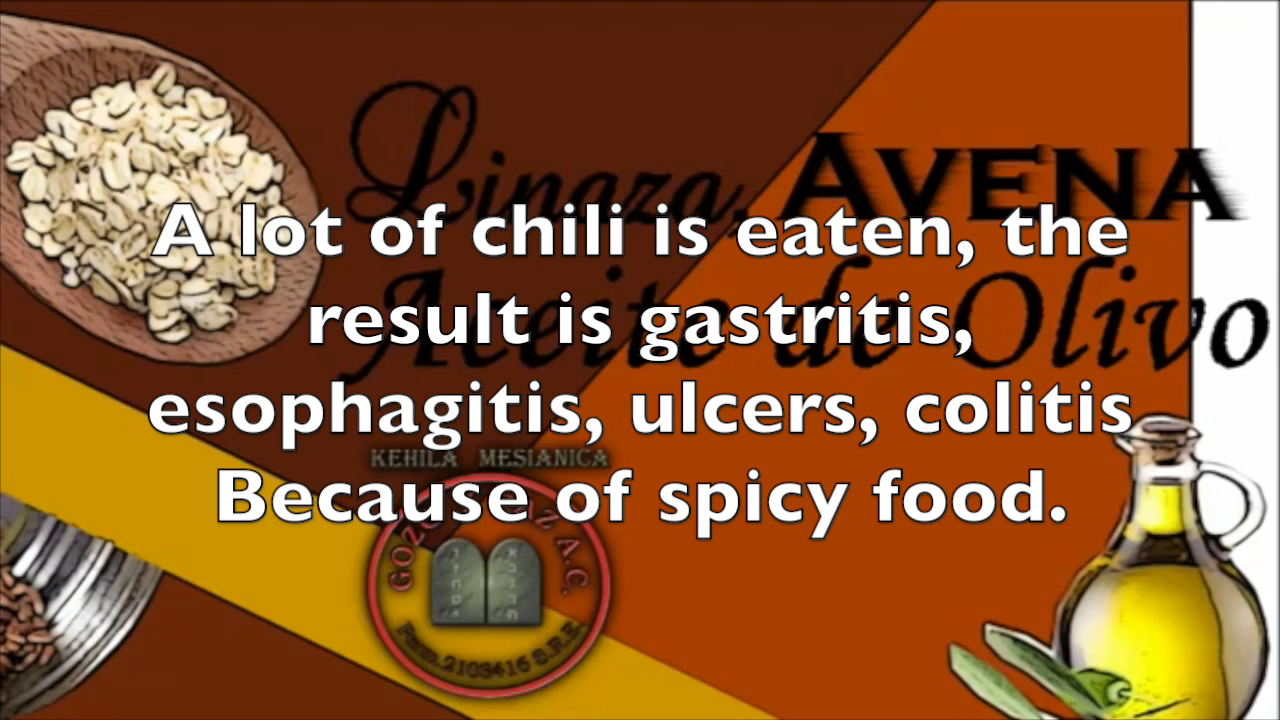 Linaza, AVENA
Aceite de Olivo
A lot of chili is eaten, the
result is gastritis,
esophagitis, ulcers, colitis
Because of spicy food.
KEHILA MESIANICA
A.C.
2103416 S.R.E.